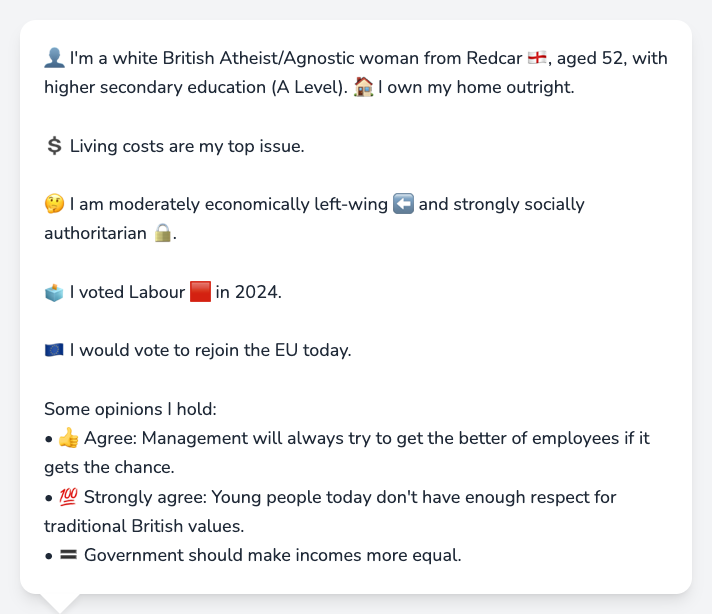 👤 I'm a white British Atheist/Agnostic woman from Redcar 🏴󠁧󠁢󠁥󠁮󠁧󠁿, aged 52, with
higher secondary education (A Level). 🏠 I own my home outright.
💲 Living costs are my top issue.
🤔 I am moderately economically left-wing ⬅️ and strongly socially
authoritarian 🔒.
🗳️ I voted Labour 🟥 in 2024.
🇪🇺 I would vote to rejoin the EU today.
Some opinions I hold:
• 👍 Agree: Management will always try to get the better of employees if it
gets the chance.
• 💯 Strongly agree: Young people today don't have enough respect for
traditional British values.
• 🟰 Government should make incomes more equal.